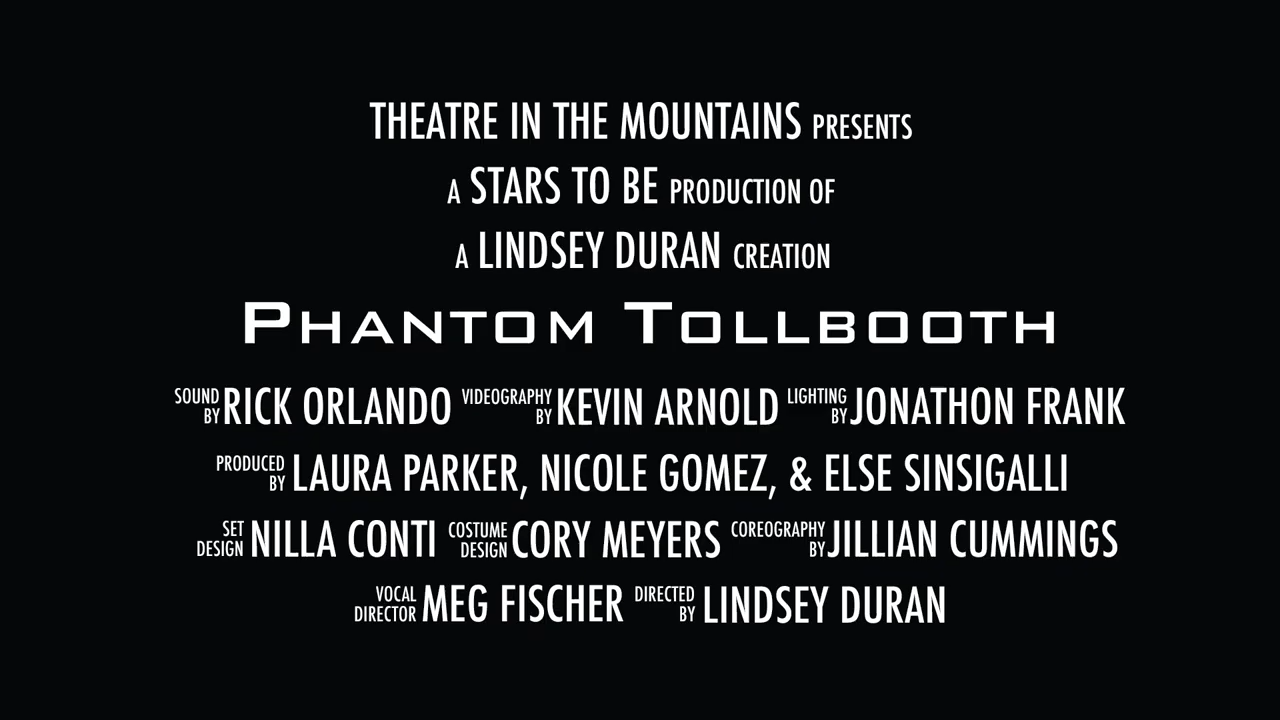 THEATRE IN THE MOUNTAINS PRESENTS
A STARS TO BE PRODUCTION OF
A LINDSEY DURAN CREATION
PHANTOM TOLLBOOTH
SOUND BY RICK ORLANDO VIDEOGRAPHY BY KEVIN ARNOLD LIGHTING BY JONATHON FRANK
PRODUCED BY LAURA PARKER, NICOLE GOMEZ, & ELSE SINSIGALLI
SET DESIGN NILLA CONTI COSTUME DESIGN CORY MEYERS COREOGRAPHY BY JILLIAN CUMMINGS
VOCAL DIRECTOR MEG FISCHER DIRECTED BY LINDSEY DURAN